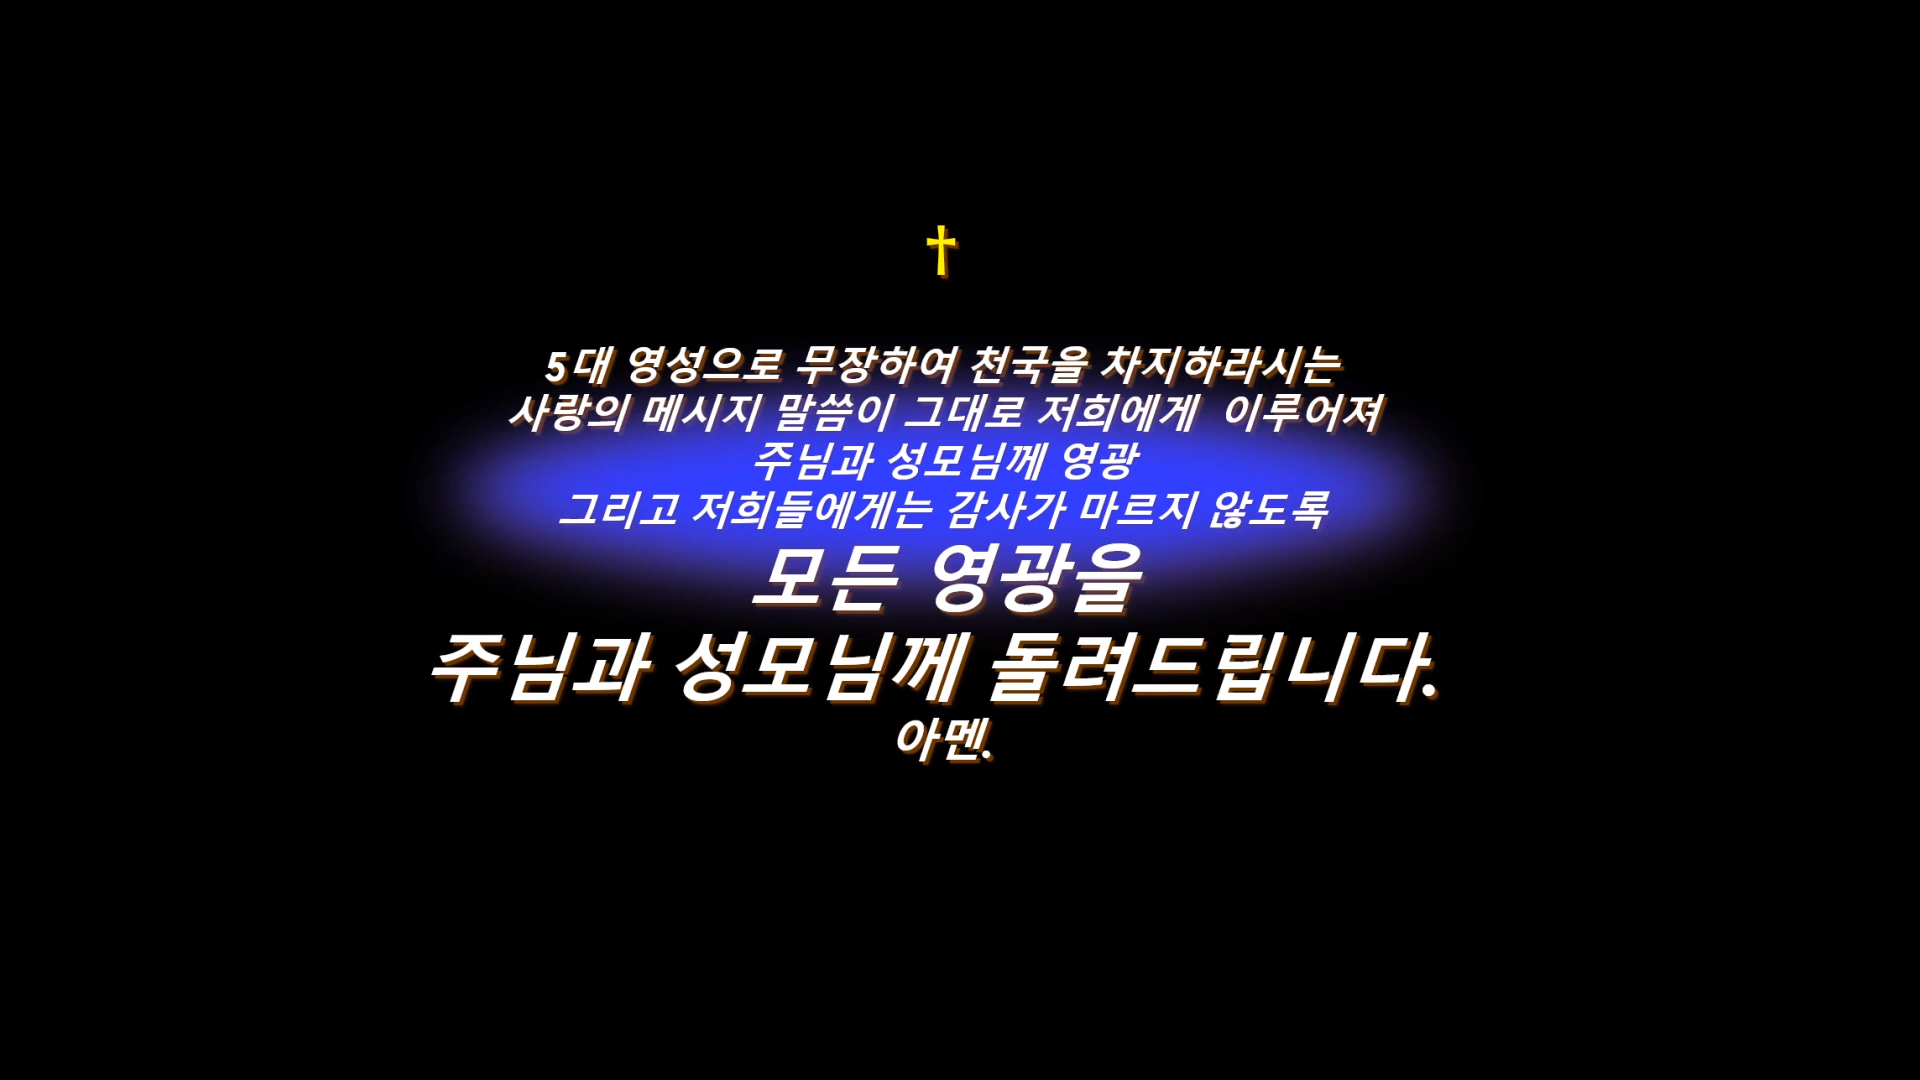 †
5대 영성으로 무장하여 천국을 차지하라시는
사랑의 메시지 말씀이 그대로 저희에게 이루어져
주님과 성모님께 영광
그리고 저희들에게는 감사가 마르지 않도록
모든 영광을
주님과 성모님께 돌려드립니다.
아멘.